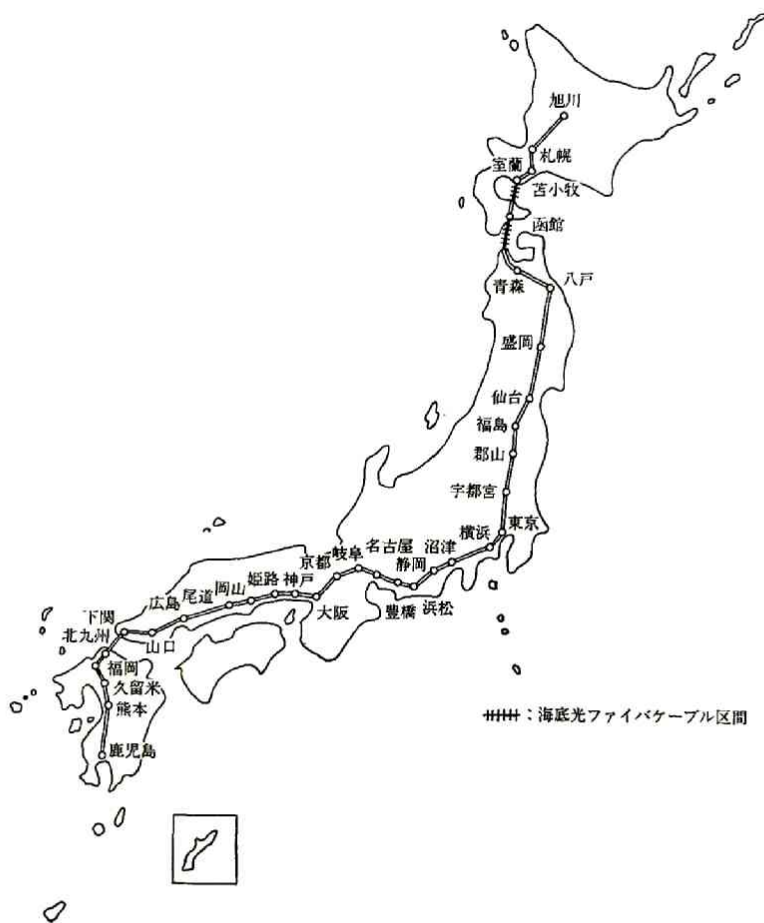 旭川
札幌
室蘭
苫小牧
函館
青森
八戸
盛岡
仙台
福島
郡山
宇都宮
東京
横浜
沼津
静岡
浜松
名古屋
豊橋
岐阜
京都
大阪
神戸
姫路
岡山
尾道
広島
山口
下関
北九州
福岡
久留米
熊本
鹿児島
:海底光ファイバケーブル区間